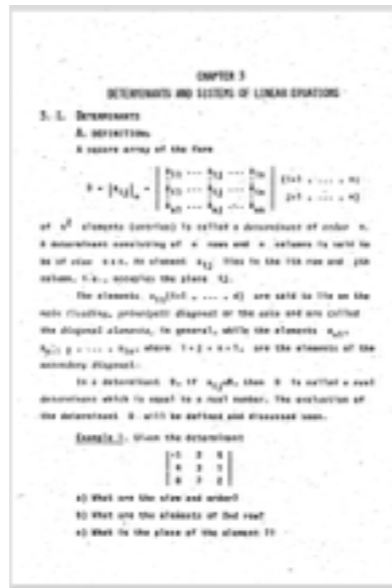 CHAPTER 3
DETERMINANTS AND SYSTEMS OF LINEAR EQUATIONS
3. 1. DETERMINANTS
A. DEFINITIONS
A square array of the form
of n² elements (entries) is called a determinant of order n.
A determinant consisting of n rows and n columns is said to
be of size n x n. An element aij lies in the ith row and jth
column, i.e., occupies the place ij.
The elements are said to lie on the
main (leading, principal) diagonal or the axis and are called
the diagonal elements, in general, while the elements
where i + j = n+1, are the elements of the
secondary diagonal.
In a determinant D, if then D is called a real
determinant which is equal to a real number. The evaluation of
the determinant D will be defined and discussed soon.
Example 1. Given the determinant
4 3 1
a) What are the size and order?
b) What are the elements of 2nd row?
c) What is the place of the element 7?